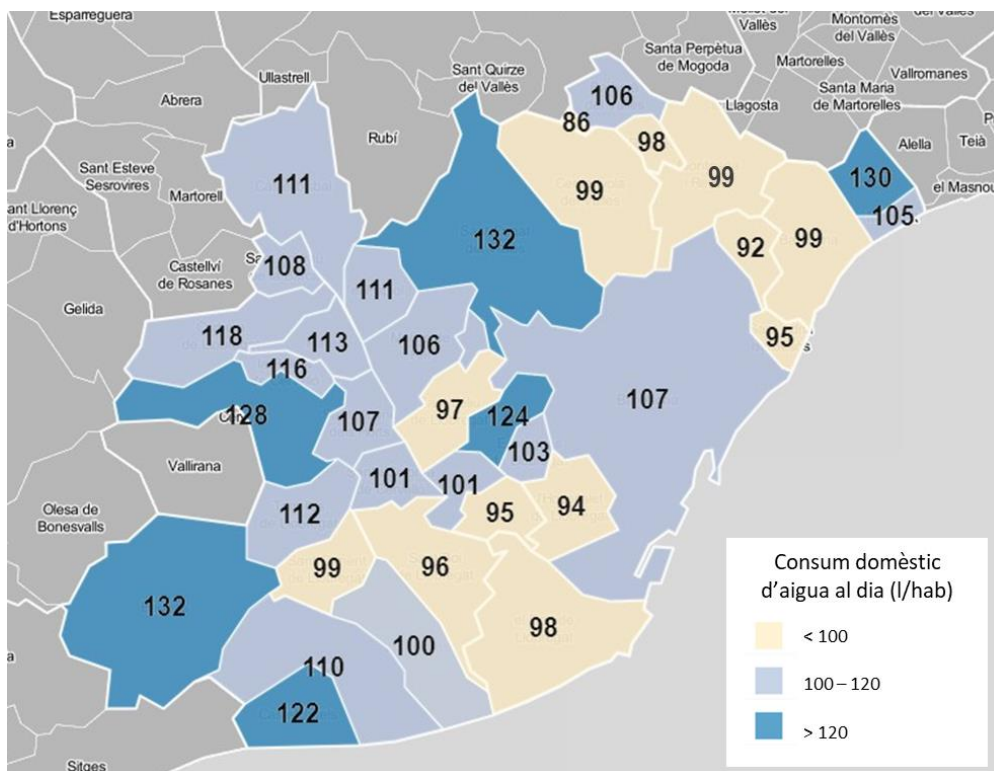 Esparreguera
Montornès
del Vallès
del Vallès
Vallès
Santa Perpètua
de Mogoda
Ullastrell
Sant Quirze
del Vallès
Martorelles
Vallromanes
Abrera
106
Llagosta
Santa Maria
de Martorelles
Rubí
86
98
Alella
Teià
Sant Esteve
Sesrovires
111
99
99
130
el Masnou
Martorell
105
ant Llorenç
d'Hortons
132
92
99
108
Castellví
de Rosanes
111
Gelida
118
113
106
95
116
107
128
107
97
124
103
Vallirana
101
101
Olesa de
Bonesvalls
112
95
94
99
96
132
98
100
110
122
Sitges
Consum domèstic
d'aigua al dia (l/hab)
< 100
100 – 120
> 120